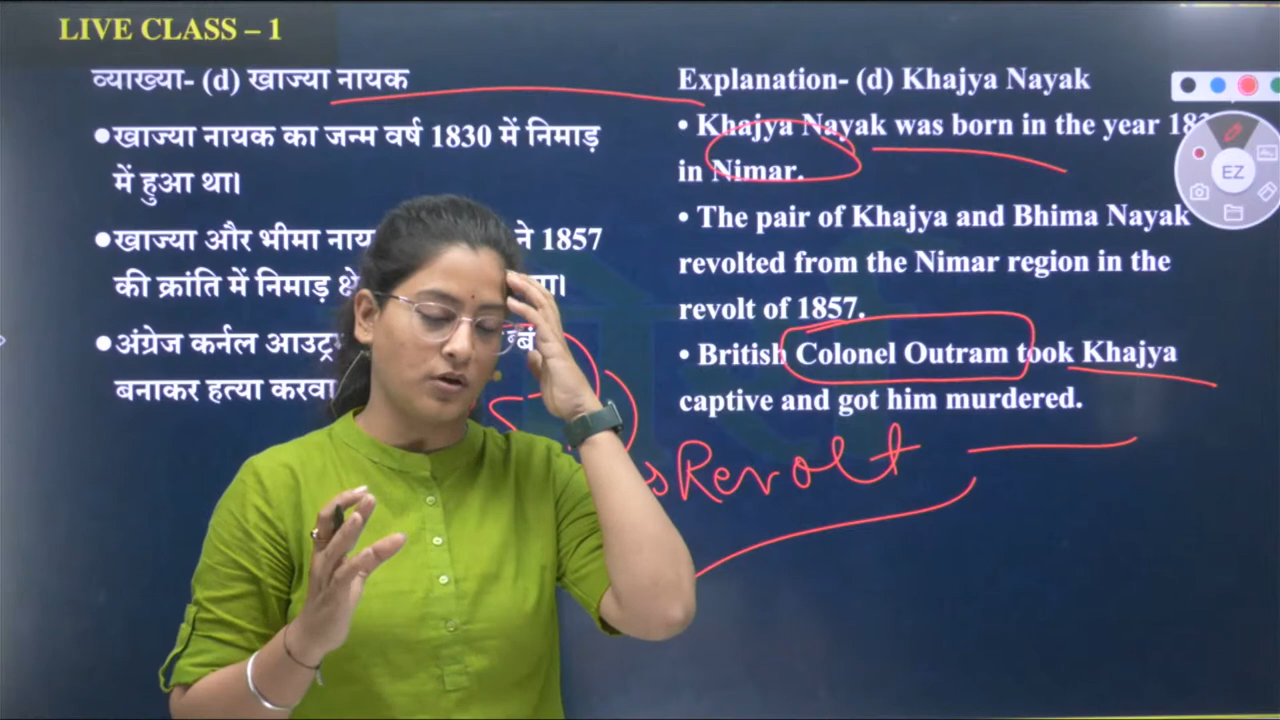 LIVE CLASS – 1
व्याख्या- (d) खाज्या नायक
●खाज्या नायक का जन्म वर्ष 1830 में निमाड़
में हुआ था।
●खाज्या और भीमा ने 1857
की क्रांति में निमाड़
●अंग्रेज कर्नल
बनाकर हत्या
Explanation- (d) Khajya Nayak
• Khajya Nayak was born in the year
in Nimar.
• The pair of Khajya and Bhima Nayak
revolted from the Nimar region in the
revolt of 1857.
• British Colonel Outram took Khajya
captive and got him murdered.
Revolt
EZ